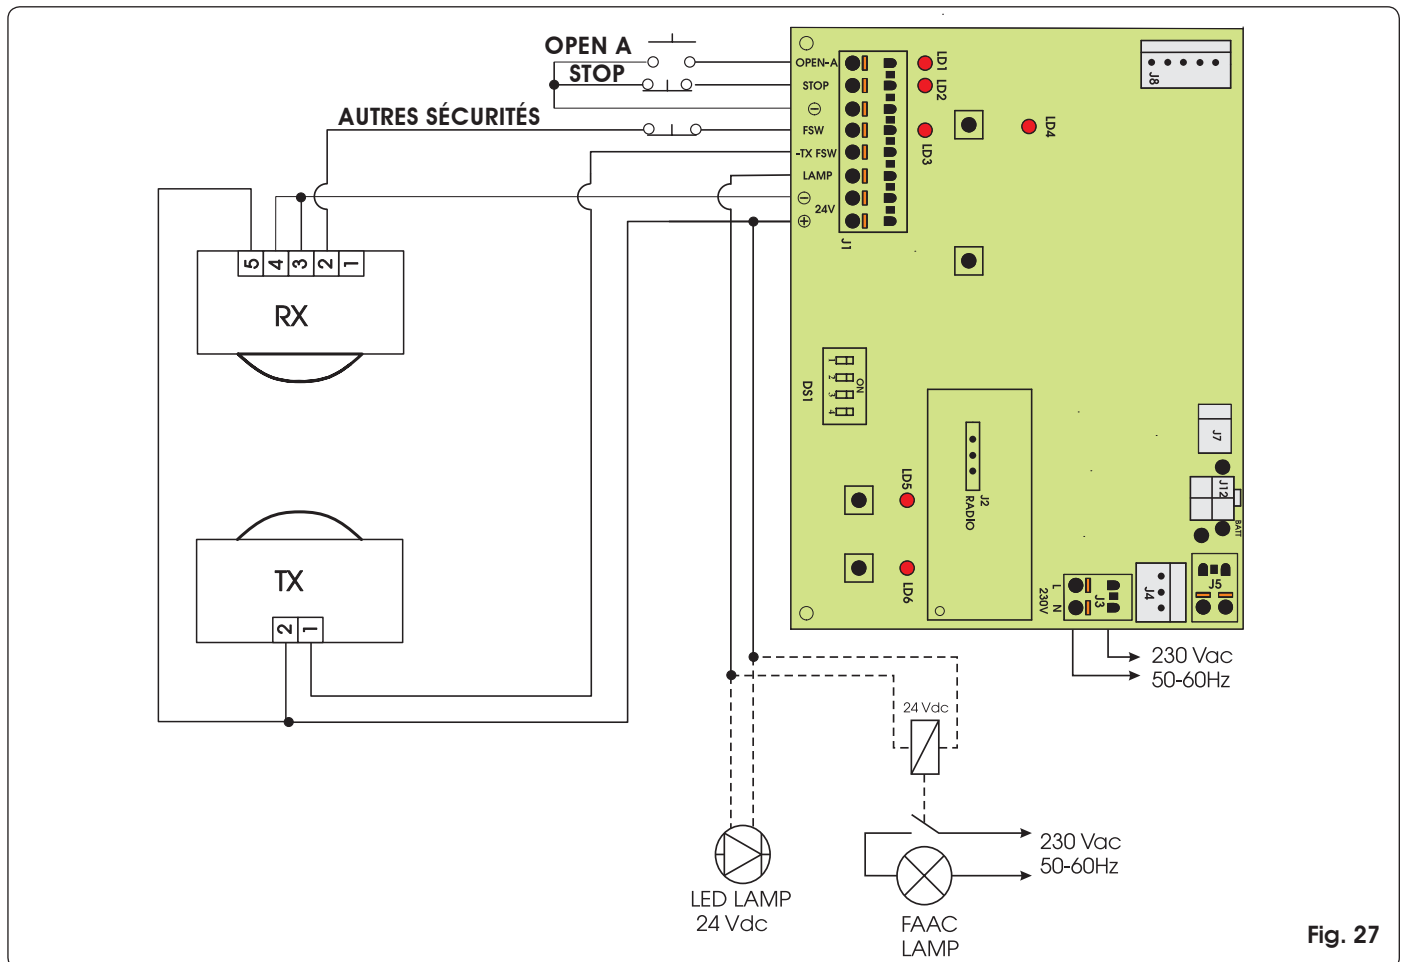 OPEN A
STOP
AUTRES SÉCURITÉS
OPEN-A
STOP
⊖
FSW
-TX FSW
LAMP
⊖
24V
⊕
J1
LD1
LD2
LD3
LD4
J8
5 4 3 2 1
RX
TX
2 1
DS1
1
2
3
4
ON
LD5
LD6
J2
RADIO
J7
J12
BATT
J5
J4
J3
L
N
230V
230 Vac
50-60Hz
24 Vdc
LED LAMP
24 Vdc
FAAC
LAMP
230 Vac
50-60Hz
Fig. 27